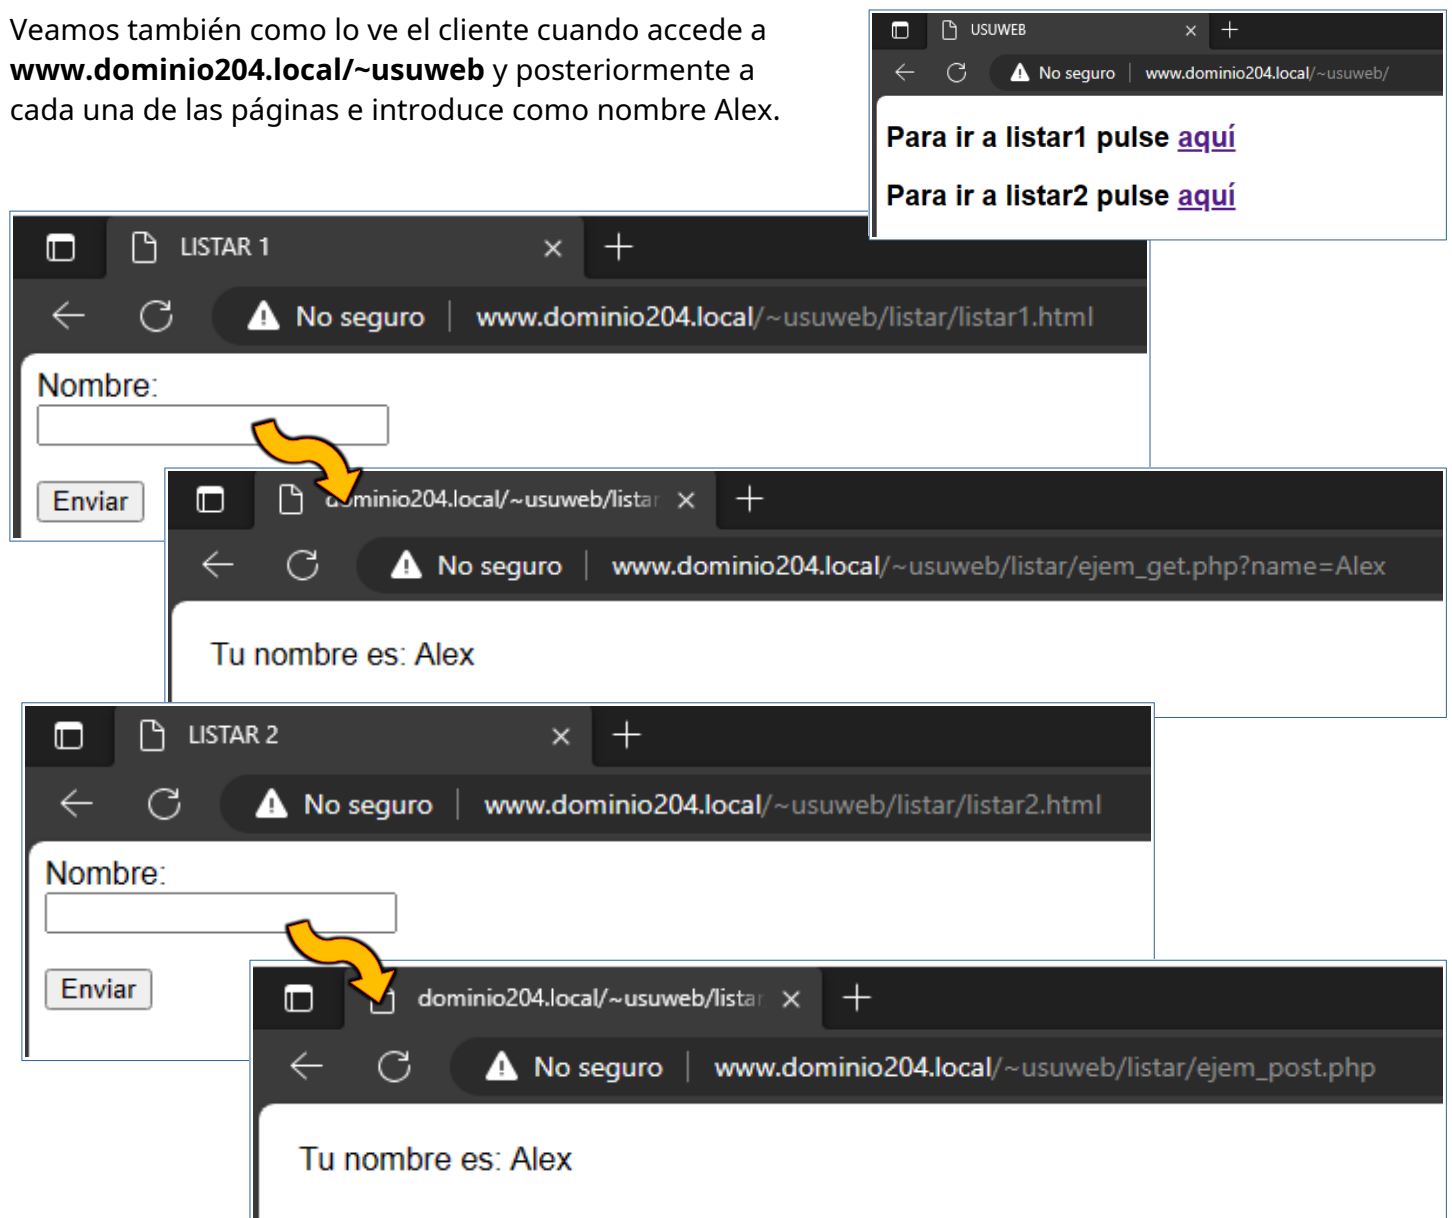 Veamos también como lo ve el cliente cuando accede a
www.dominio204.local/~usuweb y posteriormente a
cada una de las páginas e introduce como nombre Alex.
USUWEB
No seguro | www.dominio204.local/~usuweb/
Para ir a listar1 pulse aquí
Para ir a listar2 pulse aquí
LISTAR 1
No seguro | www.dominio204.local/~usuweb/listar/listar1.html
Nombre:
Enviar
dominio204.local/~usuweb/listar
No seguro | www.dominio204.local/~usuweb/listar/ejem_get.php?name=Alex
Tu nombre es: Alex
LISTAR 2
No seguro | www.dominio204.local/~usuweb/listar/listar2.html
Nombre:
Enviar
dominio204.local/~usuweb/listar
No seguro | www.dominio204.local/~usuweb/listar/ejem_post.php
Tu nombre es: Alex